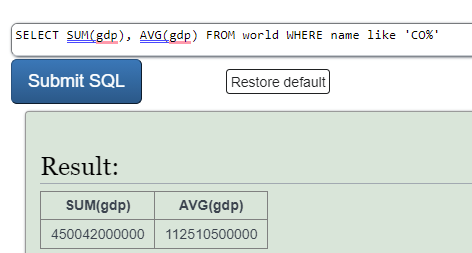 SELECT SUM(gdp), AVG(gdp) FROM world WHERE name like 'CO%'
Submit SQL
Restore default
Result:
SUM(gdp) AVG(gdp)
450042000000 112510500000